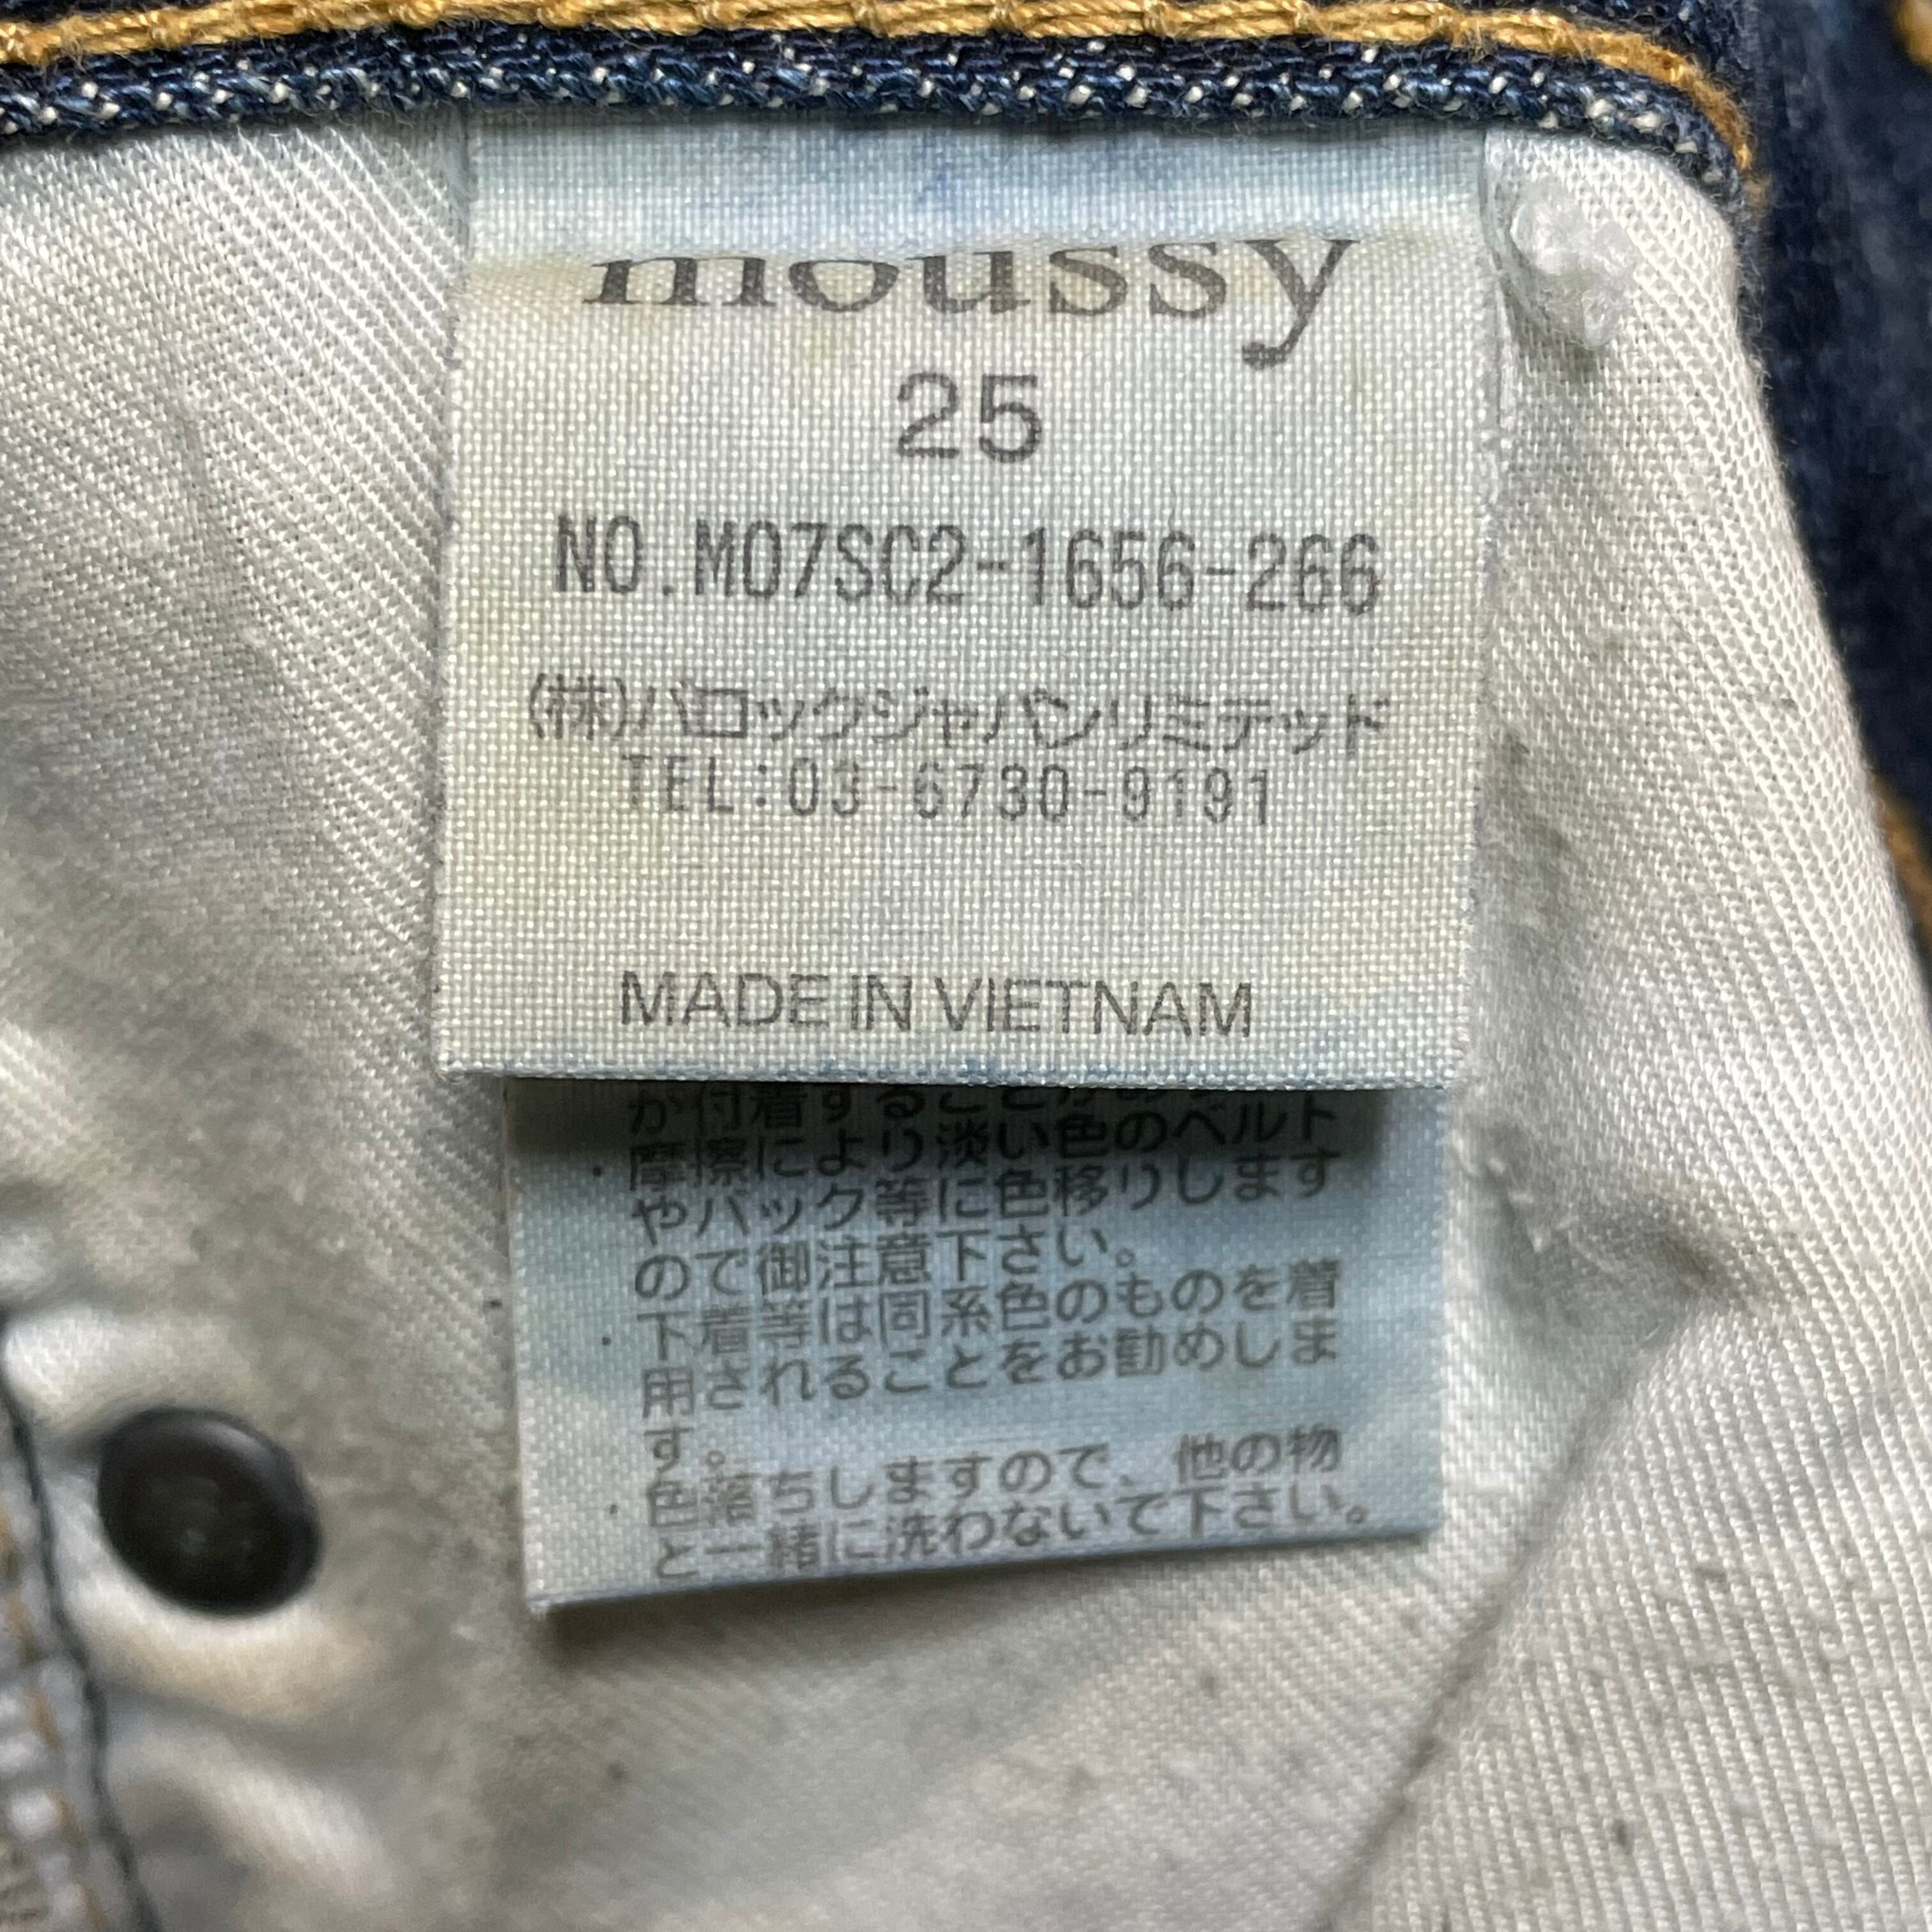 moussy
25
NO.M07SC2-1656-266
(株)バロックジャパンリミテッド
TEL:03-6730-9191
MADE IN VIETNAM
が付着することがあ
・摩擦により淡い色のベルト
やバック等に色移りします
ので御注意下さい。
・下着等は同系色のものを着
用されることをお勧めしま
す。
・色落ちしますので、他の物
と一緒に洗わないで下さい。